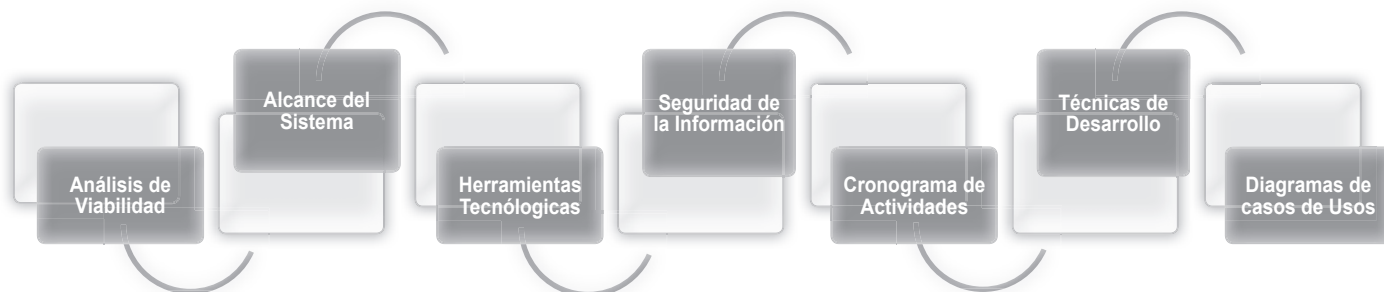 Análisis de
Viabilidad
Alcance del
Sistema
Herramientas
Tecnólogicas
Seguridad de
la Información
Cronograma de
Actividades
Técnicas de
Desarrollo
Diagramas de
casos de Usos